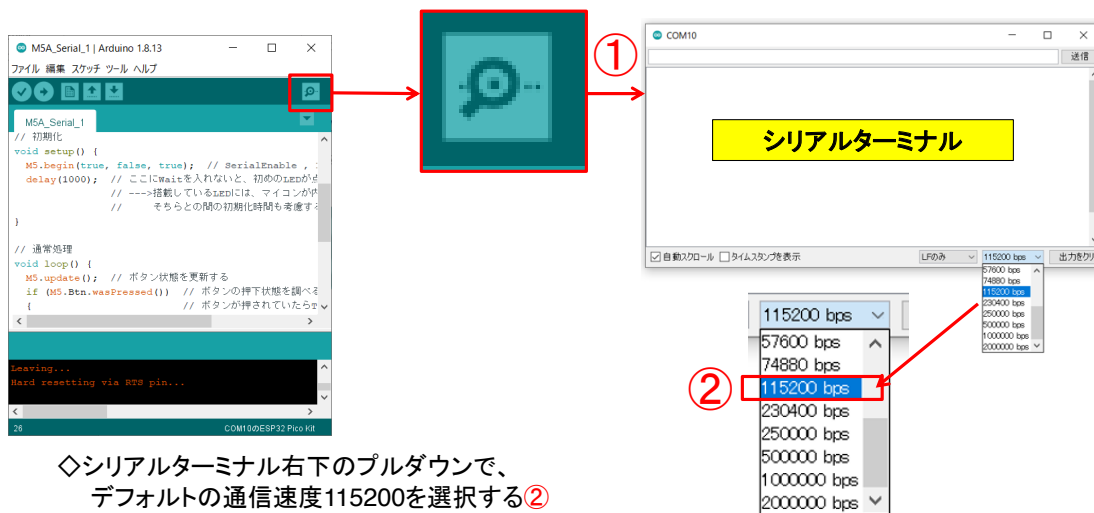 M5A_Serial_1 | Arduino 1.8.13
ファイル 編集 スケッチ ツール ヘルプ
M5A_Serial_1
// 初期化
void setup() {
M5.begin(true, false, true); // SerialEnable ,
delay(1000); // ここにWaitを入れないと、初めのLEDが
// --->搭載しているLEDには、マイコンが
// そちらとの間の初期化時間も考慮す
}
// 通常処理
void loop() {
M5.update(); // ボタン状態を更新する
if (M5.Btn.wasPressed()) // ボタンの押下状態を調べる
{ // ボタンが押されていたら
Leaving...
Hard resetting via RTS pin...
26
COM10のESP32 Pico Kit
①
COM10
送信
シリアルターミナル
自動スクロール タイムスタンプを表示
LFのみ
115200 bps
出力をクリ
57600 bps
74880 bps
115200 bps
230400 bps
250000 bps
500000 bps
1000000 bps
2000000 bps
②
115200 bps
57600 bps
74880 bps
115200 bps
230400 bps
250000 bps
500000 bps
1000000 bps
2000000 bps
◇シリアルターミナル右下のプルダウンで、
デフォルトの通信速度115200を選択する②